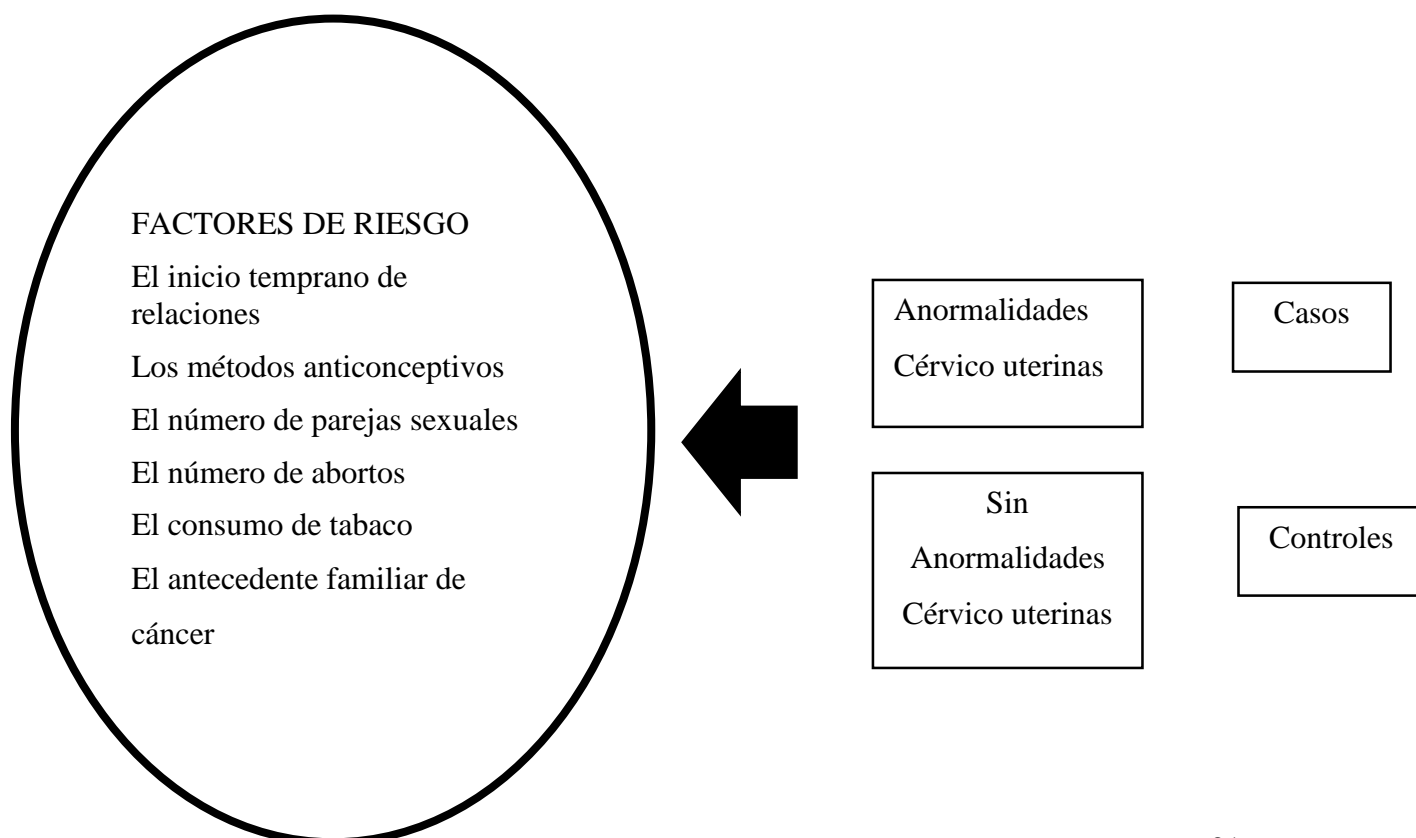 FACTORES DE RIESGO
El inicio temprano de
relaciones
Los métodos anticonceptivos
El número de parejas sexuales
El número de abortos
El consumo de tabaco
El antecedente familiar de
cáncer
Anormalidades
Cérvico uterinas
Casos
Sin
Anormalidades
Cérvico uterinas
Controles